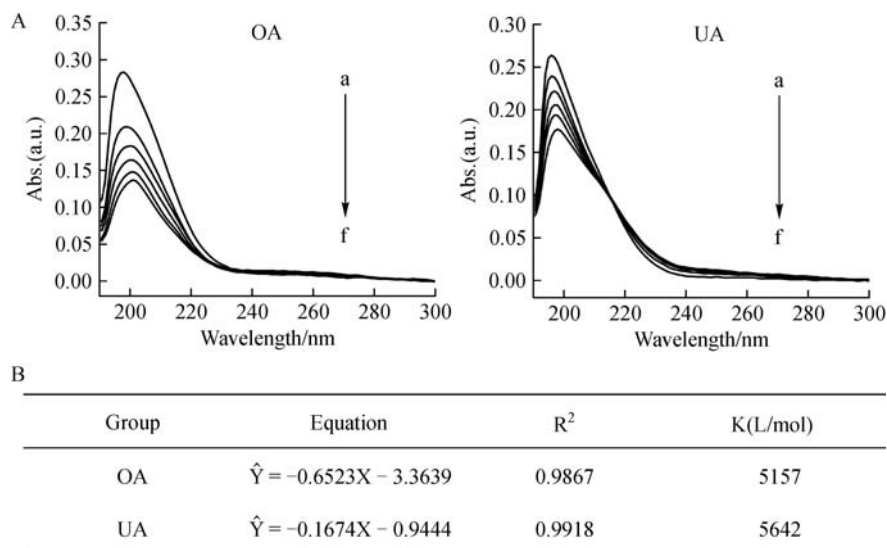 A
OA
UA
0.35
0.30
0.25
0.20
0.15
0.10
0.05
0.00
Abs.(a.u.)
a
f
200 220 240 260 280 300
Wavelength/nm
0.30
0.25
0.20
0.15
0.10
0.05
0.00
Abs.(a.u.)
a
f
200 220 240 260 280 300
Wavelength/nm
B
Group Equation R² K(L/mol)
OA Ŷ = −0.6523X − 3.3639 0.9867 5157
UA Ŷ = −0.1674X − 0.9444 0.9918 5642